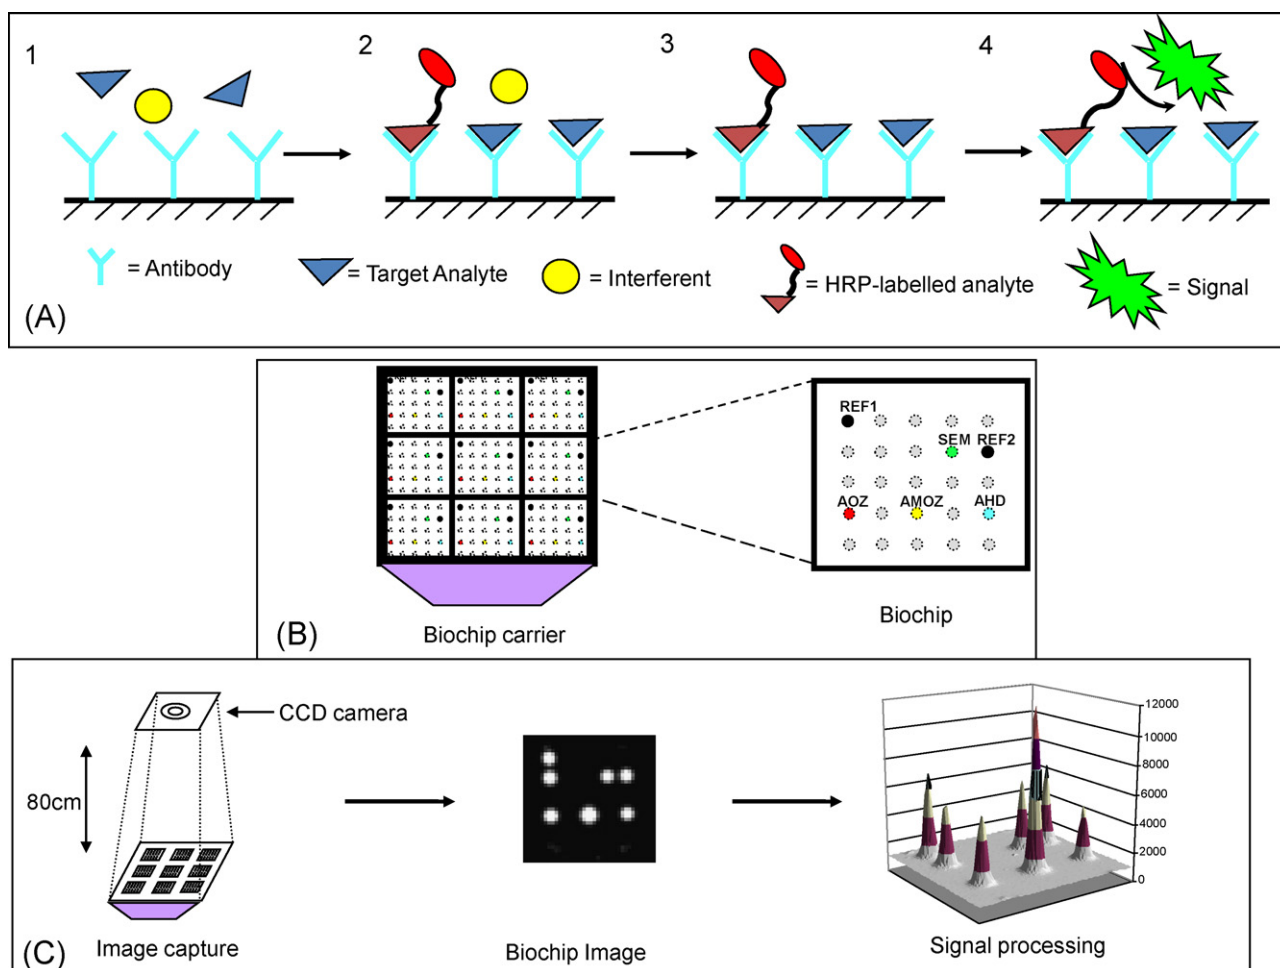 1
2
3
4
= Antibody
= Target Analyte
= Interferent
= HRP-labelled analyte
= Signal
(A)
REF1
SEM
REF2
AOZ
AMOZ
AHD
Biochip carrier
Biochip
(B)
CCD camera
80cm
12000
10000
8000
6000
4000
2000
0
Image capture
Biochip Image
Signal processing
(C)